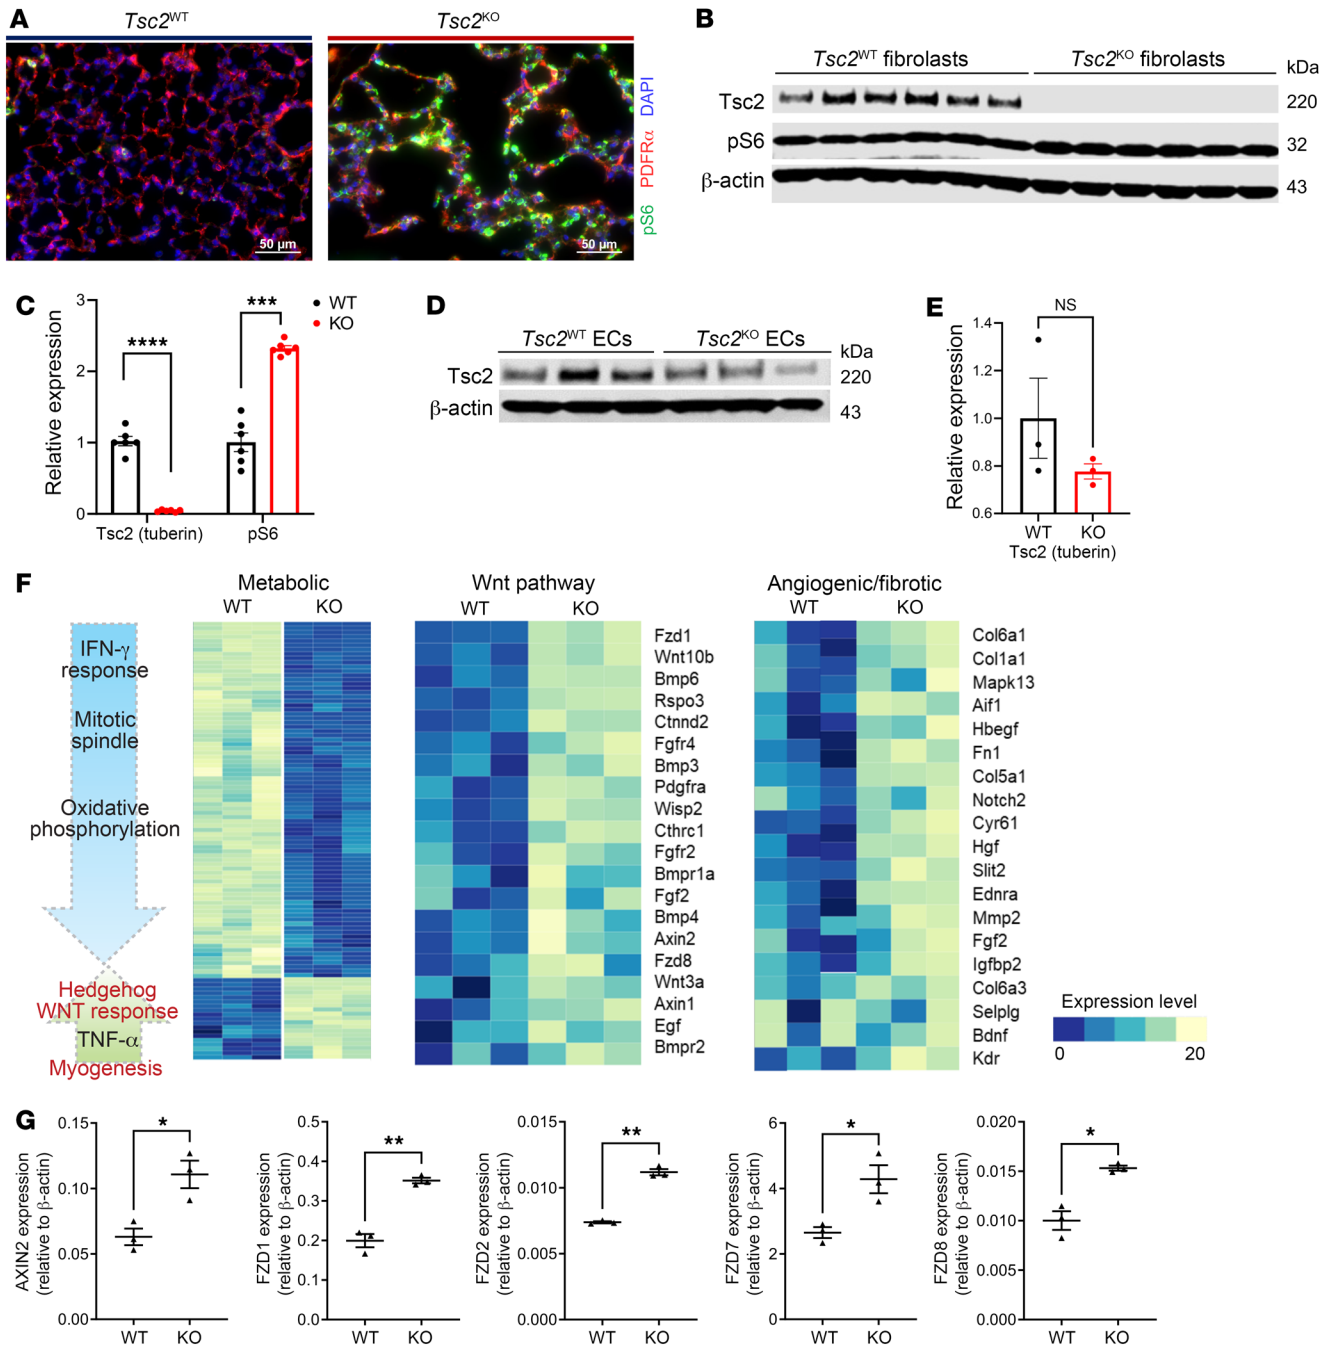 A
Tsc2WT
Tsc2KO
50 µm
50 µm
pS6 PDFRα DAPI
B
Tsc2WT fibrolasts
Tsc2KO fibrolasts
kDa
Tsc2
220
pS6
32
β-actin
43
C
Relative expression
3
2
1
0
****
***
WT
KO
Tsc2 (tuberin)
pS6
D
Tsc2WT ECs
Tsc2KO ECs
kDa
Tsc2
220
β-actin
43
E
NS
Relative expression
1.4
1.2
1.0
0.8
0.6
WT
KO
Tsc2 (tuberin)
F
IFN-γ
response
Mitotic
spindle
Oxidative
phosphorylation
Hedgehog
WNT response
TNF-α
Myogenesis
Metabolic
WT
KO
Wnt pathway
WT
KO
Fzd1
Wnt10b
Bmp6
Rspo3
Ctnnd2
Fgfr4
Bmp3
Pdgfra
Wisp2
Cthrc1
Fgfr2
Bmpr1a
Fgf2
Bmp4
Axin2
Fzd8
Wnt3a
Axin1
Egf
Bmpr2
Angiogenic/fibrotic
WT
KO
Col6a1
Col1a1
Mapk13
Aif1
Hbegf
Fn1
Col5a1
Notch2
Cyr61
Hgf
Slit2
Ednra
Mmp2
Fgf2
Igfbp2
Col6a3
Selplg
Bdnf
Kdr
Expression level
0
20
G
AXIN2 expression
(relative to β-actin)
0.15
0.10
0.05
0.00
*
WT
KO
FZD1 expression
(relative to β-actin)
0.5
0.4
0.3
0.2
0.1
0.0
**
WT
KO
FZD2 expression
(relative to β-actin)
0.015
0.010
0.005
0.000
**
WT
KO
FZD7 expression
(relative to β-actin)
6
4
2
0
*
WT
KO
FZD8 expression
(relative to β-actin)
0.020
0.015
0.010
0.005
0.000
*
WT
KO